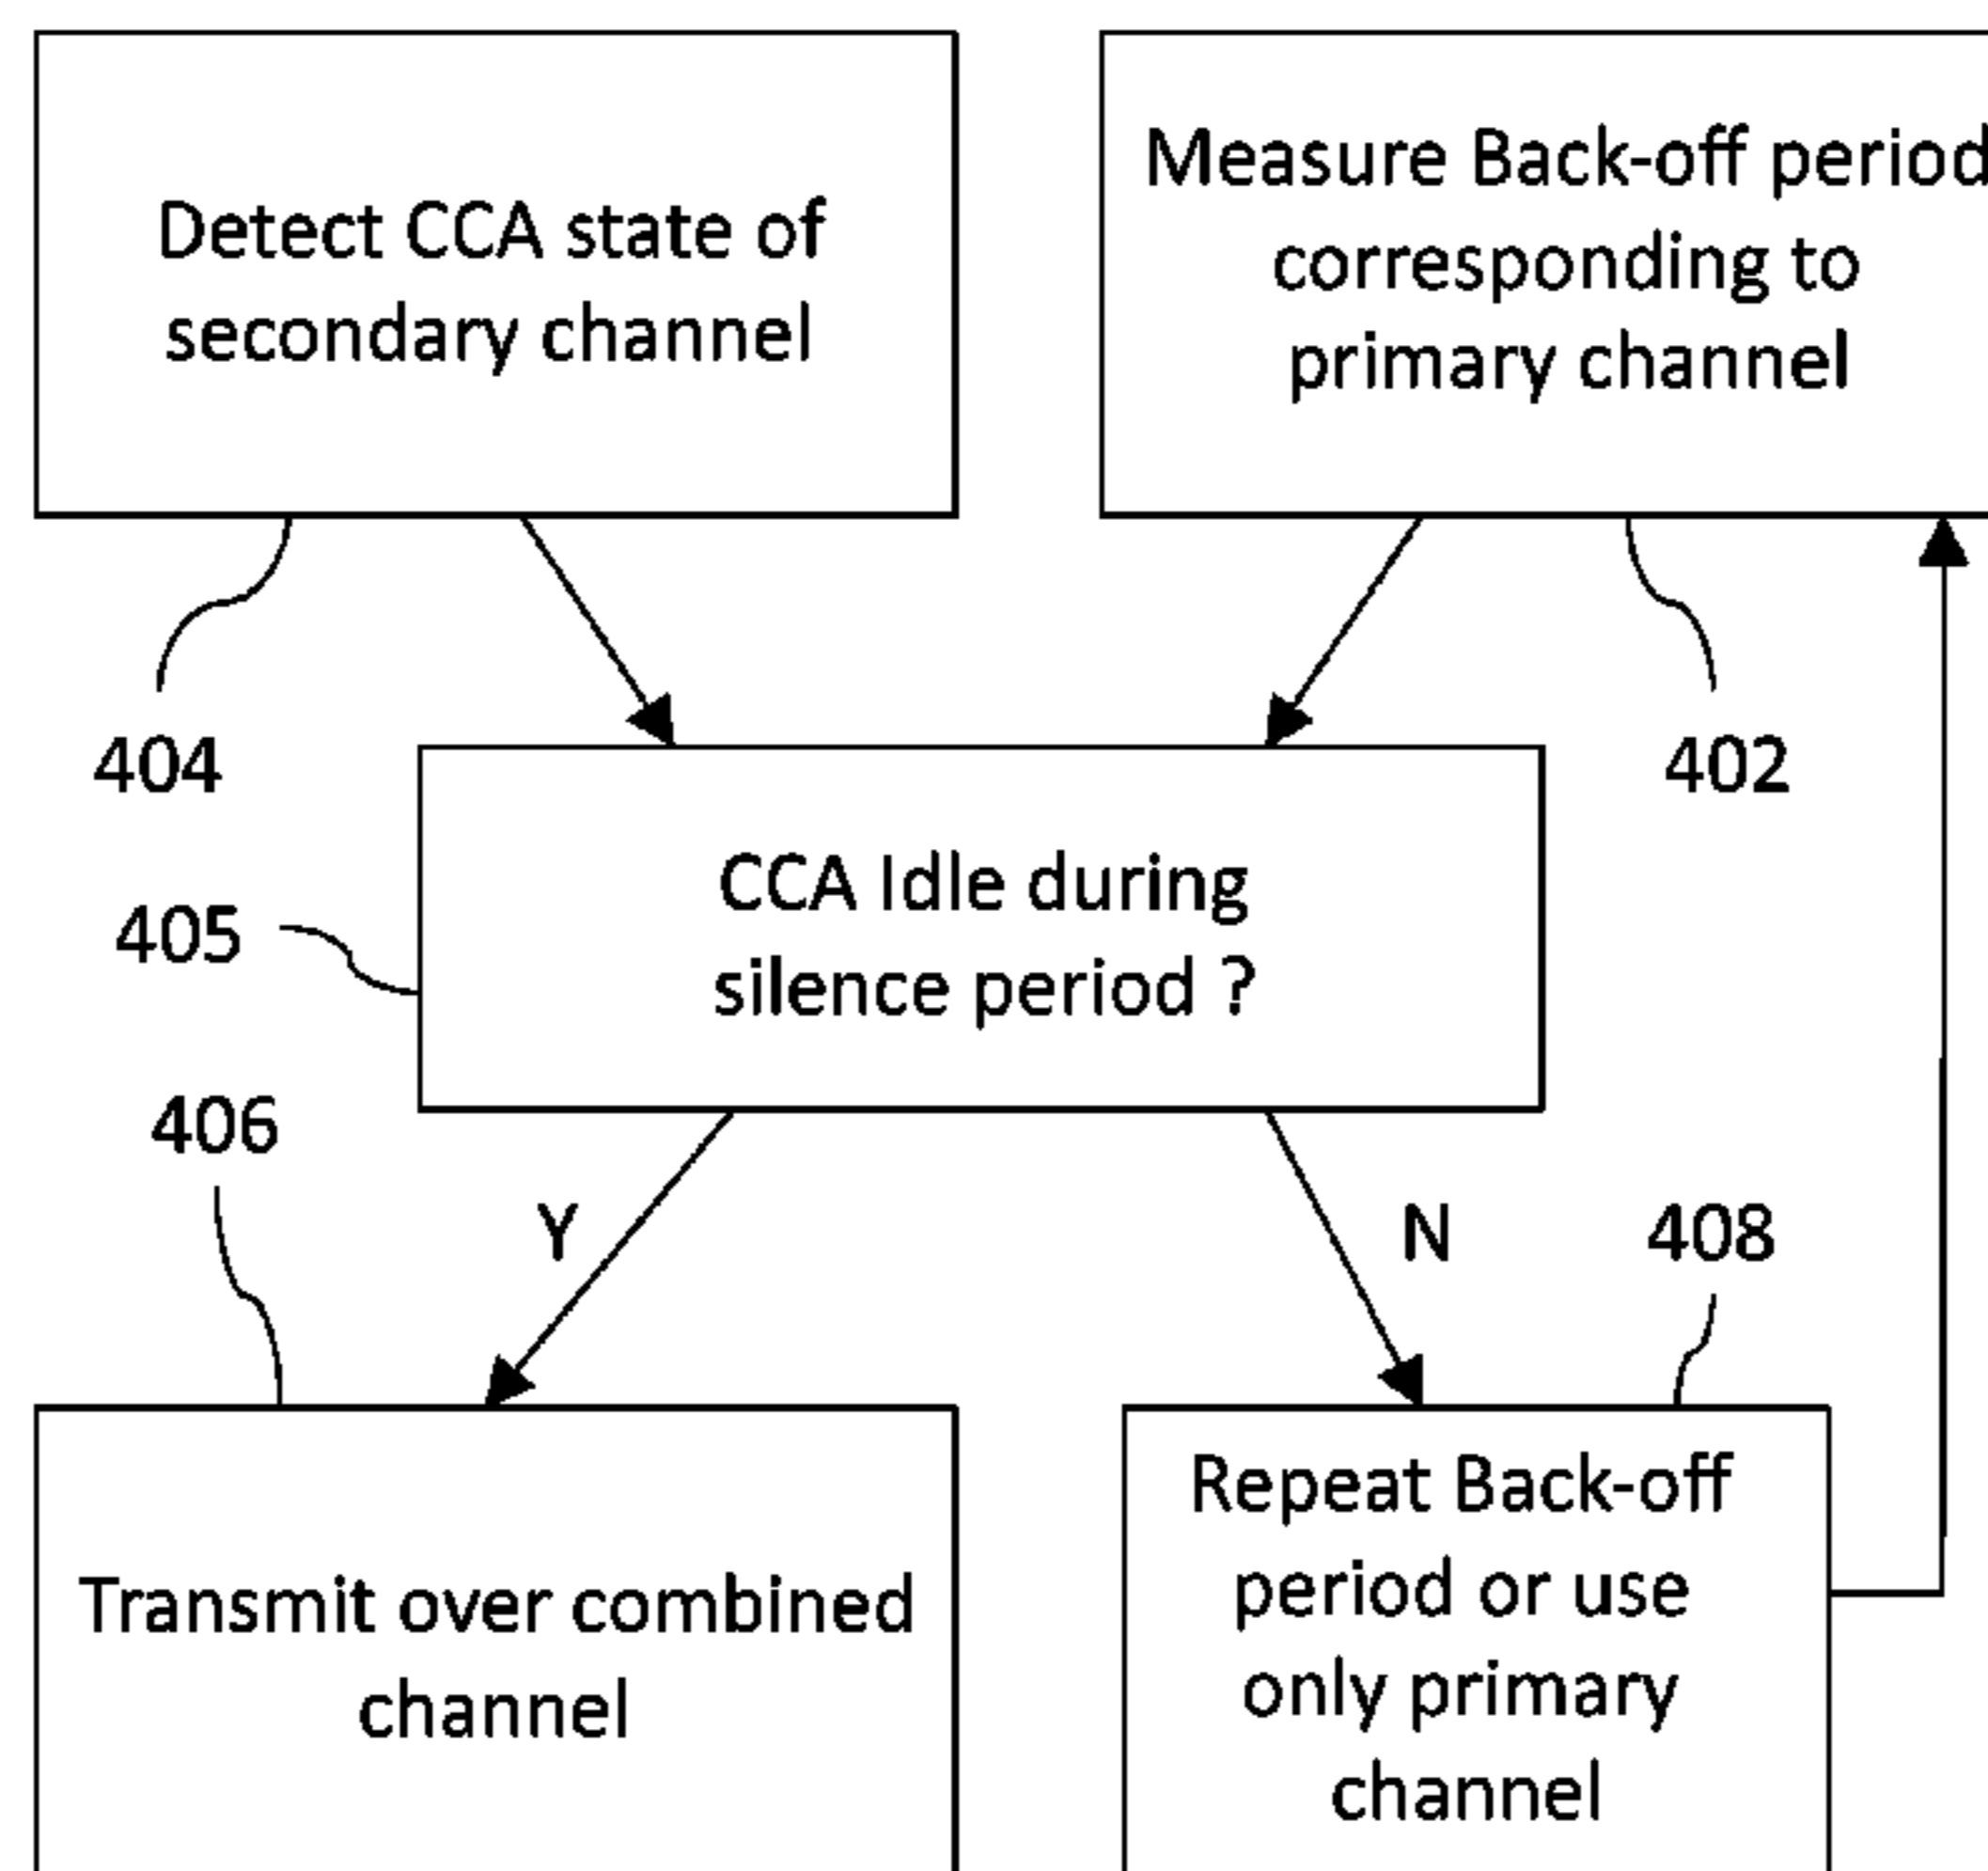 Detect CCA state of
secondary channel
Measure Back-off period
corresponding to
primary channel
404
402
CCA Idle during
silence period ?
405
406
Y
N
408
Transmit over combined
channel
Repeat Back-off
period or use
only primary
channel